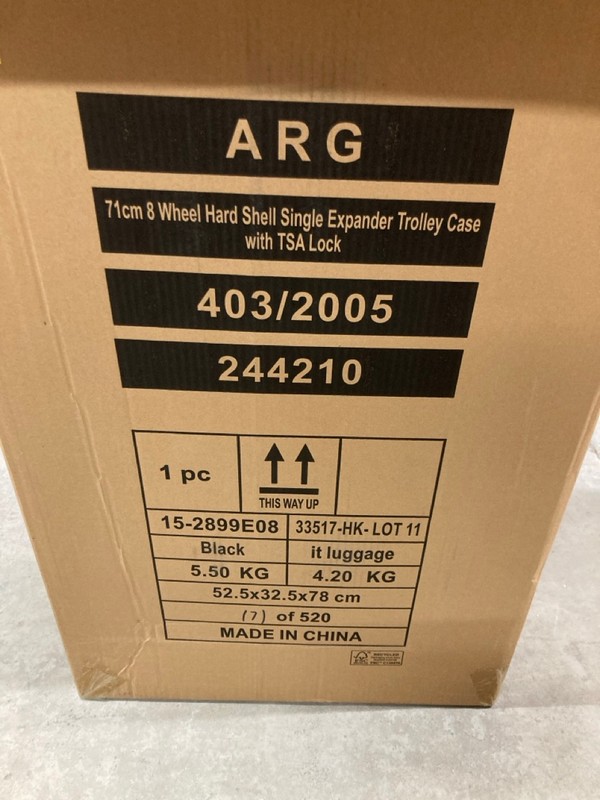 ARG
71cm 8 Wheel Hard Shell Single Expander Trolley Case
with TSA Lock
403/2005
244210
1 pc
THIS WAY UP
15-2899E08 33517-HK- LOT 11
Black it luggage
5.50 KG 4.20 KG
52.5x32.5x78 cm
(7) of 520
MADE IN CHINA